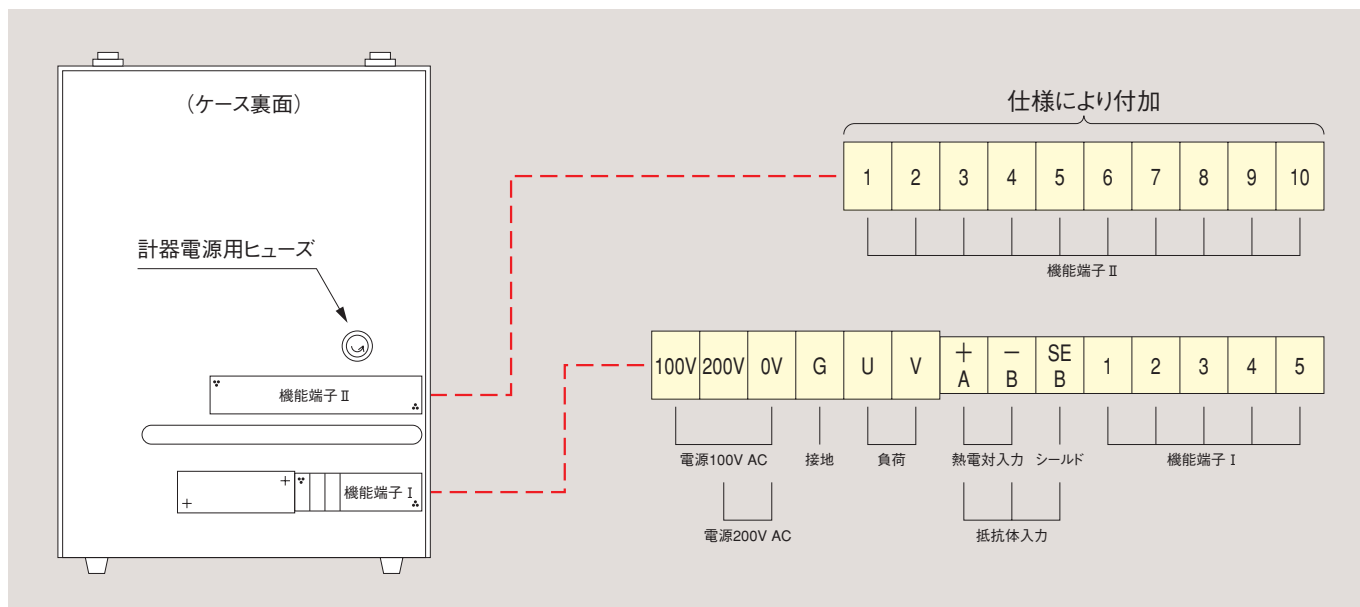 (ケース裏面)
計器電源用ヒューズ
機能端子Ⅱ
機能端子Ⅰ
仕様により付加
1 2 3 4 5 6 7 8 9 10
機能端子Ⅱ
100V 200V 0V G U V +A −B SEB 1 2 3 4 5
電源100V AC 接地 負荷 熱電対入力 シールド 機能端子Ⅰ
電源200V AC 抵抗体入力